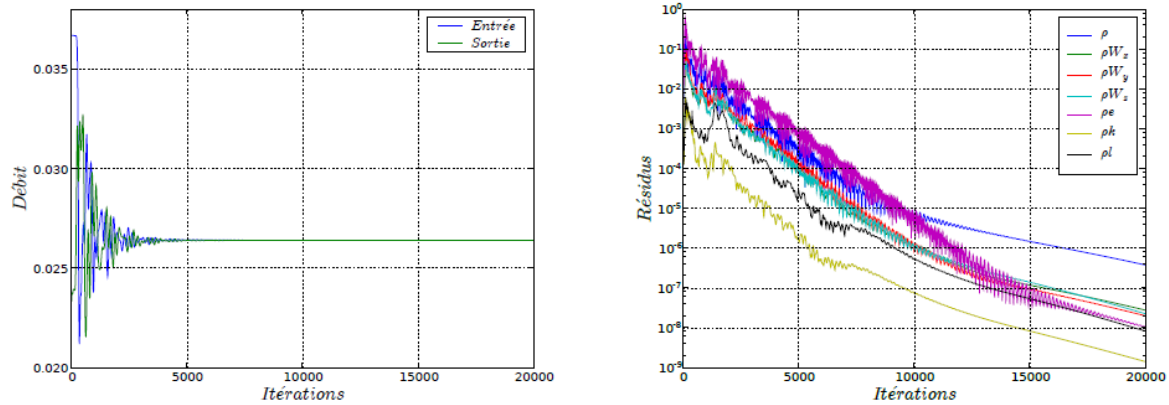 0.035
0.030
0.025
0.020
Débit
0
5000
10000
15000
20000
Itérations
Entrée
Sortie
10^0
10^-1
10^-2
10^-3
10^-4
10^-5
10^-6
10^-7
10^-8
10^-9
Résidus
0
5000
10000
15000
20000
Itérations
ρ
ρW_x
ρW_y
ρW_z
ρe
ρk
ρl